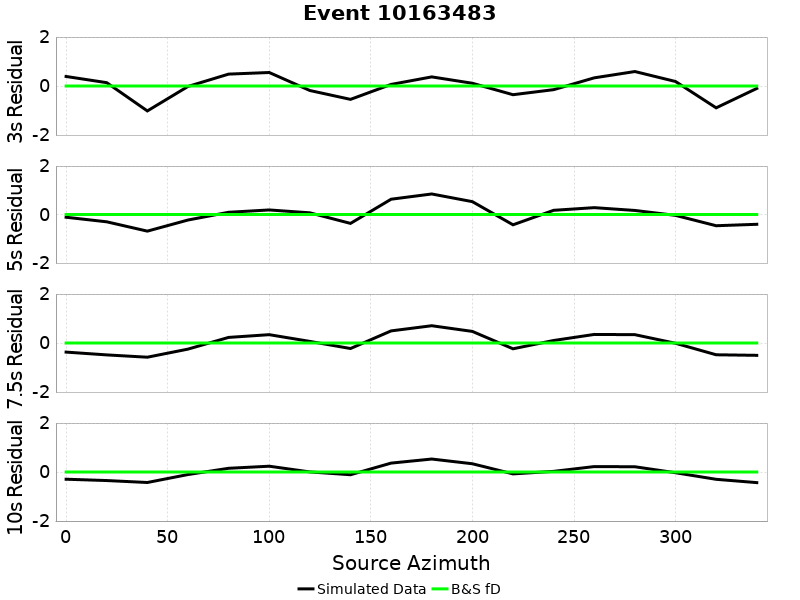 Event 10163483
3s Residual
2
0
-2
5s Residual
2
0
-2
7.5s Residual
2
0
-2
10s Residual
2
0
-2
0 50 100 150 200 250 300
Source Azimuth
Simulated Data B&S fD